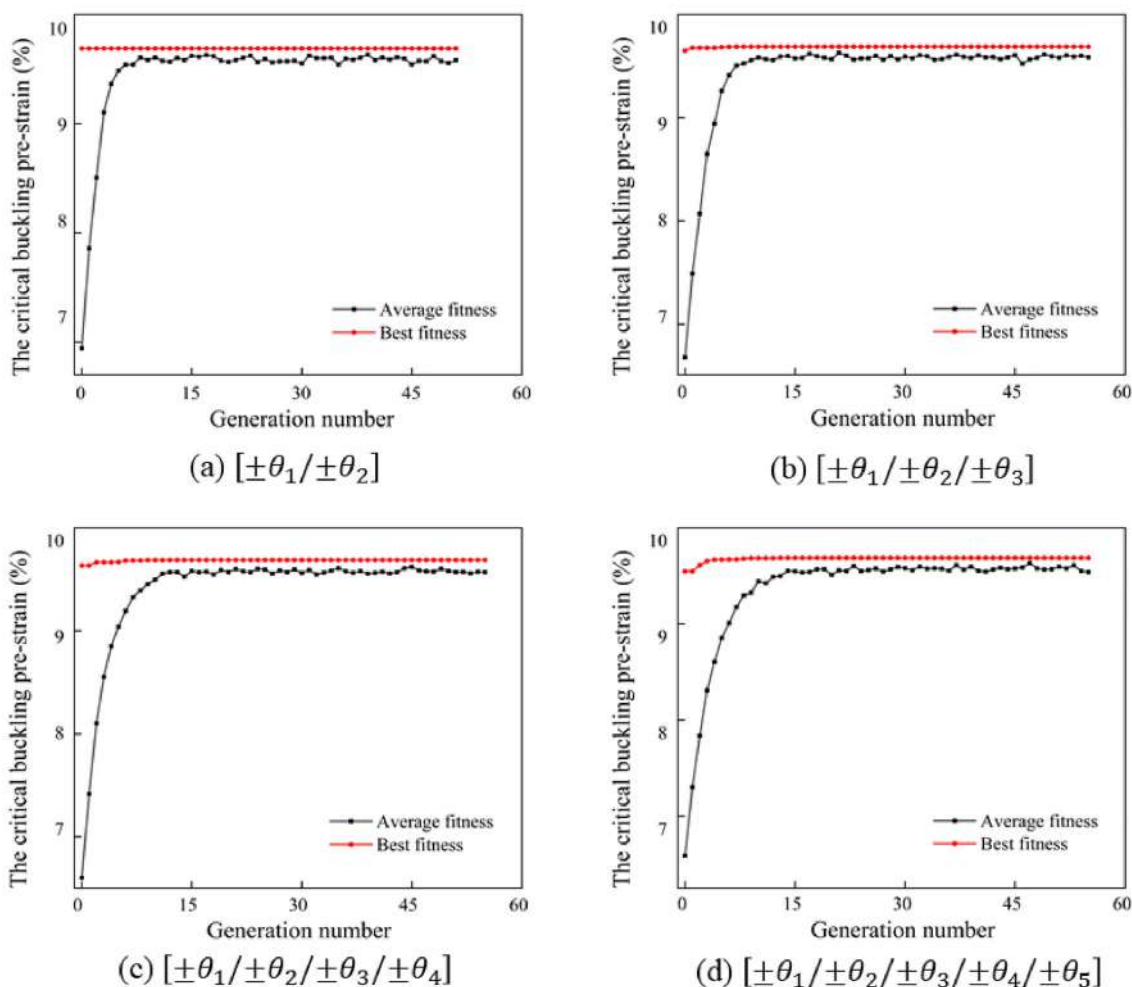 The critical buckling pre-strain (%)
10
9
8
7
0
15
30
45
60
Average fitness
Best fitness
Generation number
(a) [±θ₁/±θ₂]
The critical buckling pre-strain (%)
10
9
8
7
0
15
30
45
60
Average fitness
Best fitness
Generation number
(b) [±θ₁/±θ₂/±θ₃]
The critical buckling pre-strain (%)
10
9
8
7
0
15
30
45
60
Average fitness
Best fitness
Generation number
(c) [±θ₁/±θ₂/±θ₃/±θ₄]
The critical buckling pre-strain (%)
10
9
8
7
0
15
30
45
60
Average fitness
Best fitness
Generation number
(d) [±θ₁/±θ₂/±θ₃/±θ₄/±θ₅]